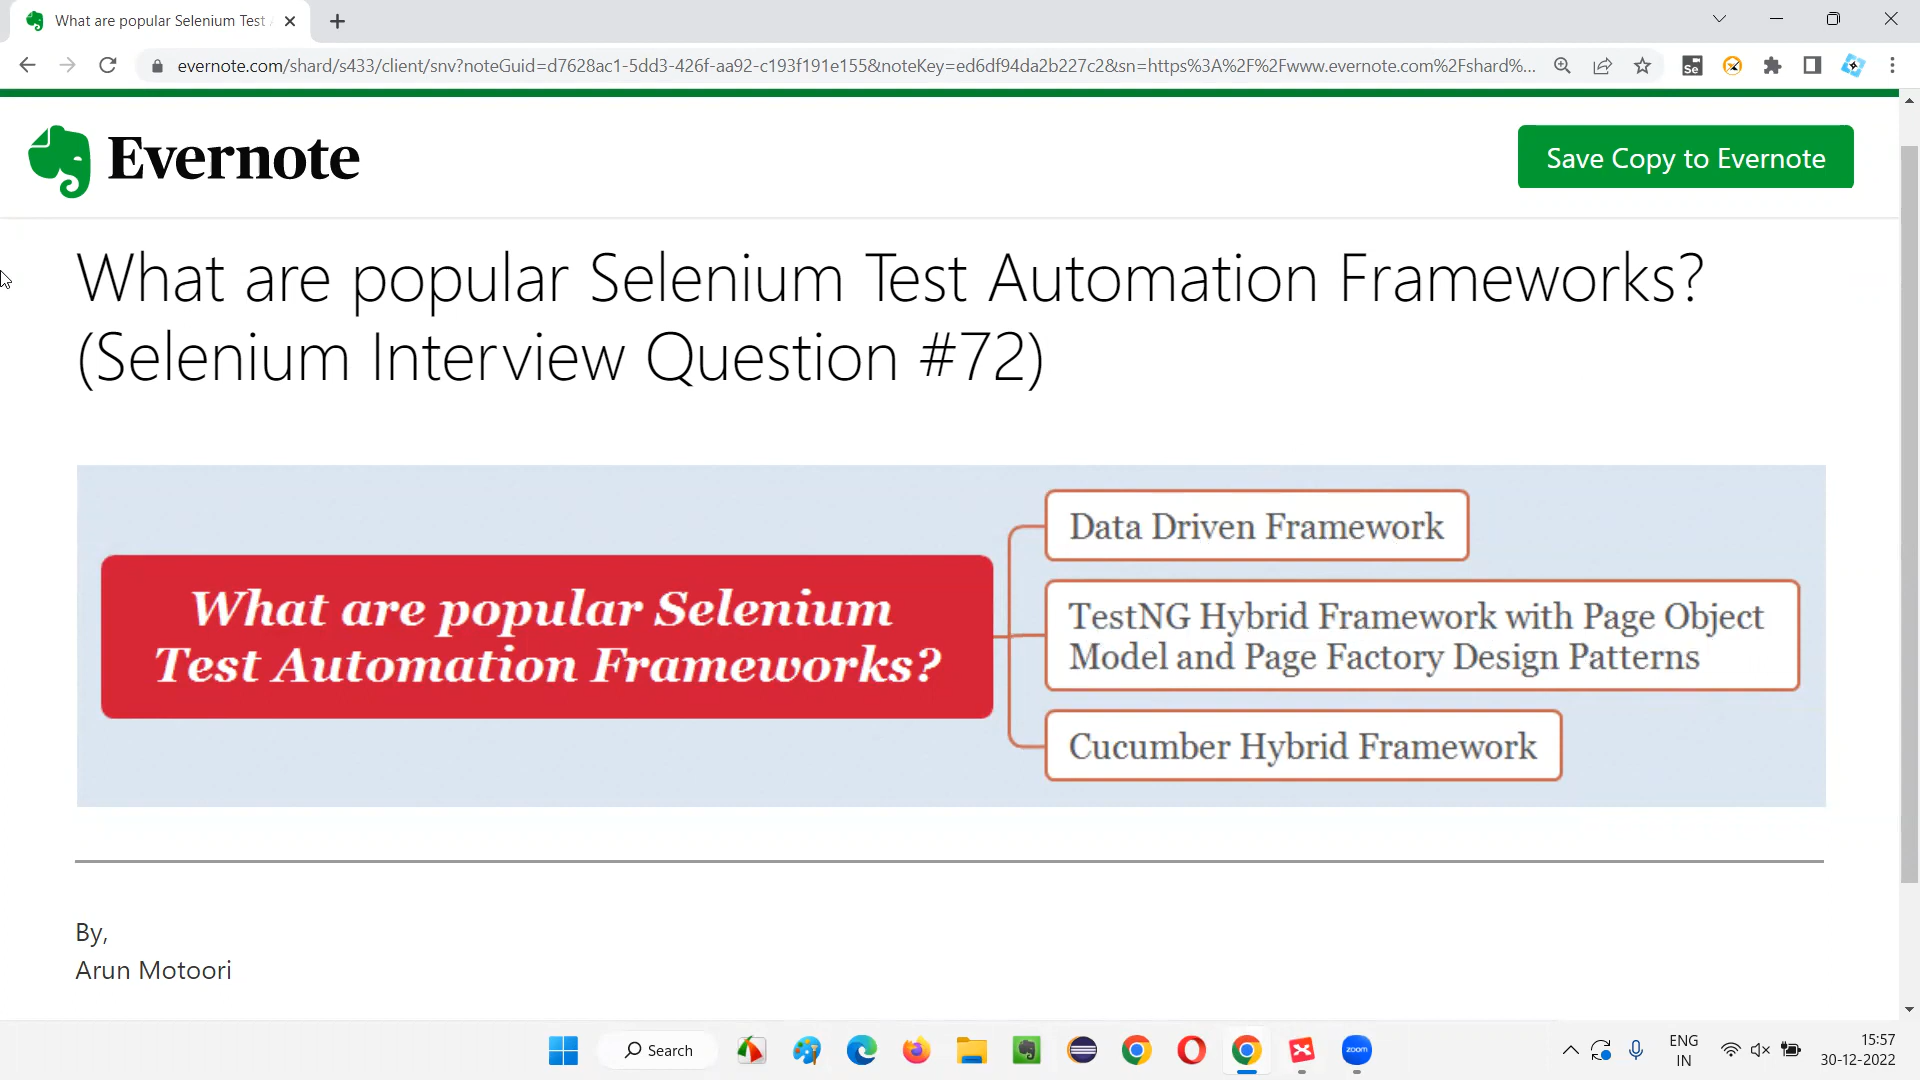 What are popular Selenium Test A
evernote.com/shard/s433/client/snv?noteGuid=d7628ac1-5dd3-426f-aa92-c193f191e155&noteKey=ed6df94da2b227c2&sn=https%3A%2F%2Fwww.evernote.com%2Fshard%...
Se
Evernote
Save Copy to Evernote
What are popular Selenium Test Automation Frameworks?
(Selenium Interview Question #72)
What are popular Selenium
Test Automation Frameworks?
Data Driven Framework
TestNG Hybrid Framework with Page Object
Model and Page Factory Design Patterns
Cucumber Hybrid Framework
By,
Arun Motoori
Search
zoom
ENG
IN
15:57
30-12-2022